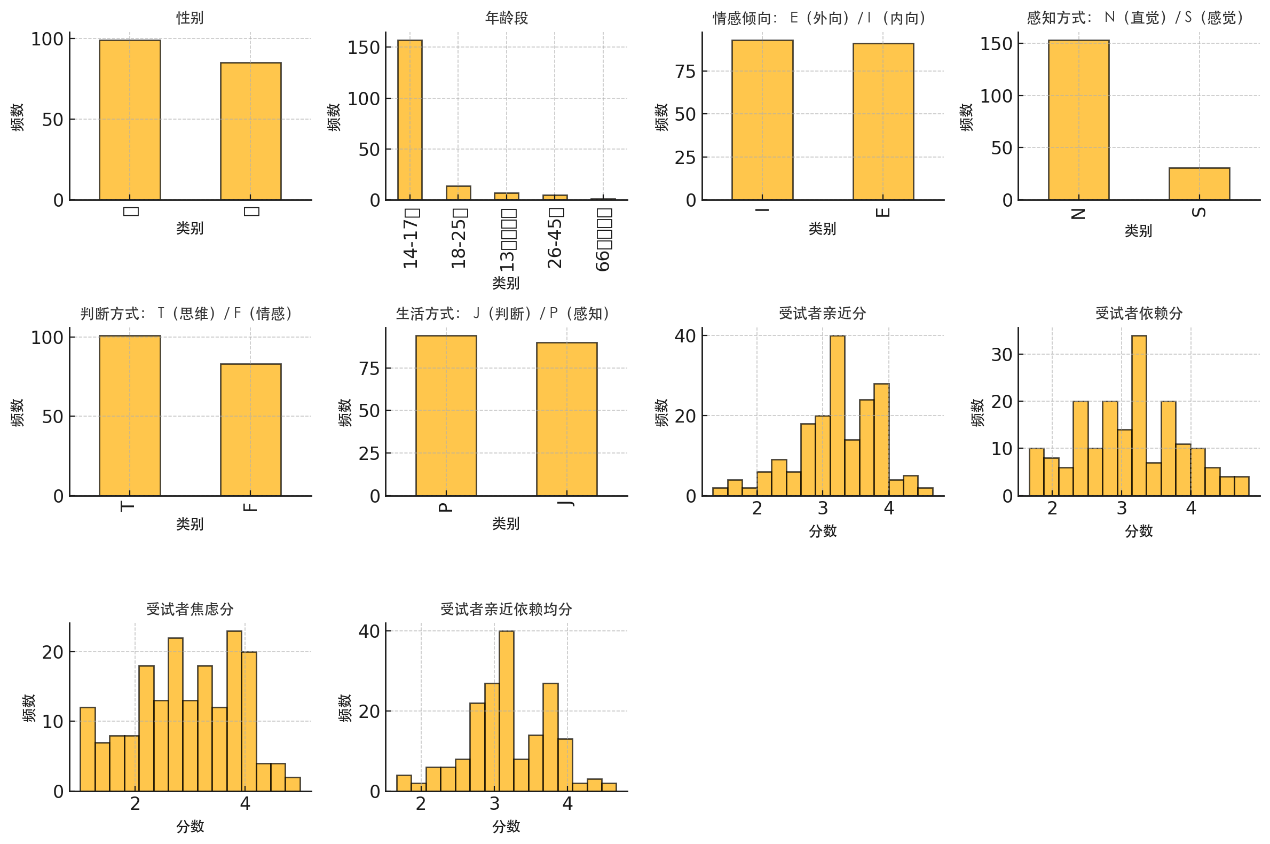 性别
频数
100
50
0
□
□
类别
年龄段
频数
150
100
50
0
14-17□
18-25□
13□□□□
26-45□
66□□□□
类别
情感倾向: E (外向) / I (内向)
频数
75
50
25
0
I
E
类别
感知方式: N (直觉) / S (感觉)
频数
150
100
50
0
N
S
类别
判断方式: T (思维) / F (情感)
频数
100
50
0
T
F
类别
生活方式: J (判断) / P (感知)
频数
75
50
25
0
P
J
类别
受试者亲近分
频数
40
20
0
2 3 4
分数
受试者依赖分
频数
30
20
10
0
2 3 4
分数
受试者焦虑分
频数
20
10
0
2 4
分数
受试者亲近依赖均分
频数
40
20
0
2 3 4
分数